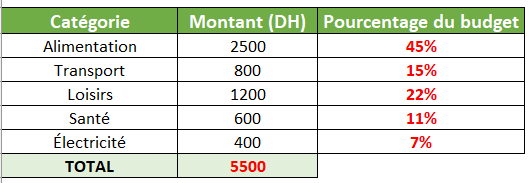 Catégorie Montant (DH) Pourcentage du budget
Alimentation 2500 45%
Transport 800 15%
Loisirs 1200 22%
Santé 600 11%
Électricité 400 7%
TOTAL 5500